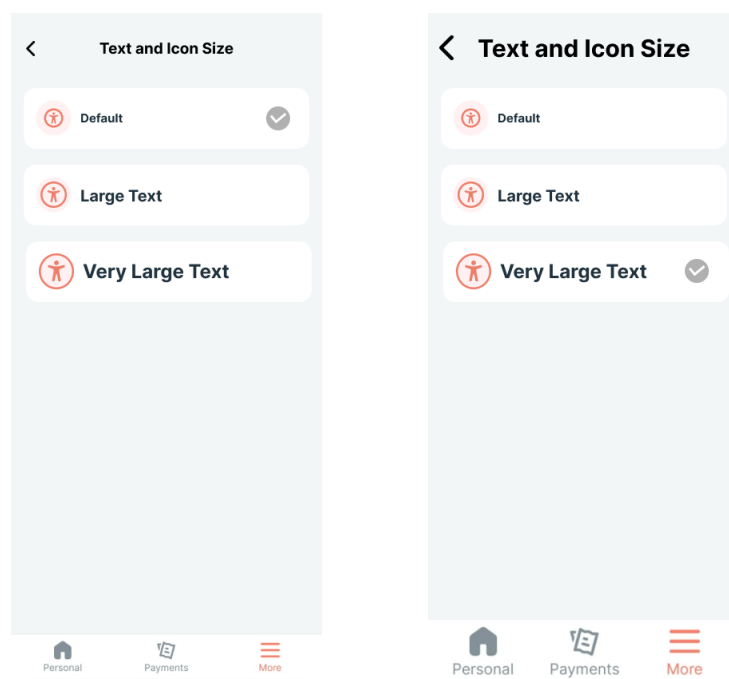 Text and Icon Size
Default
Large Text
Very Large Text
Personal Payments More
Text and Icon Size
Default
Large Text
Very Large Text
Personal Payments More